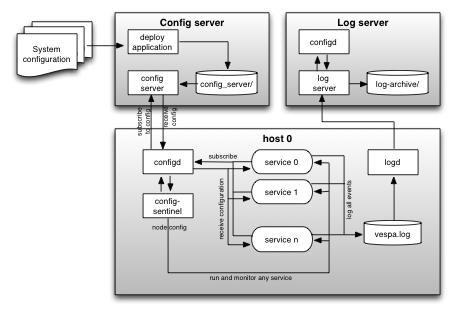 Config server
Log server
System
configuration
deploy
application
config
server
config_server/
configd
log
server
log-archive/
subscribe
to config
receive
config
host 0
configd
subscribe
service 0
logd
service 1
config-
sentinel
node config
receive configuration
service n
log all events
vespa.log
run and monitor any service